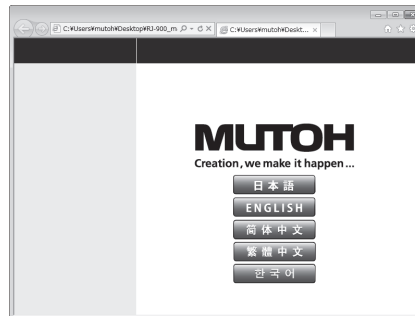 C:¥Users¥mutoh¥Desktop¥RJ-900_m
C:¥Users¥mutoh¥Deskt...
MUTOH
Creation, we make it happen ...
日本語
ENGLISH
简体中文
繁體中文
한국어